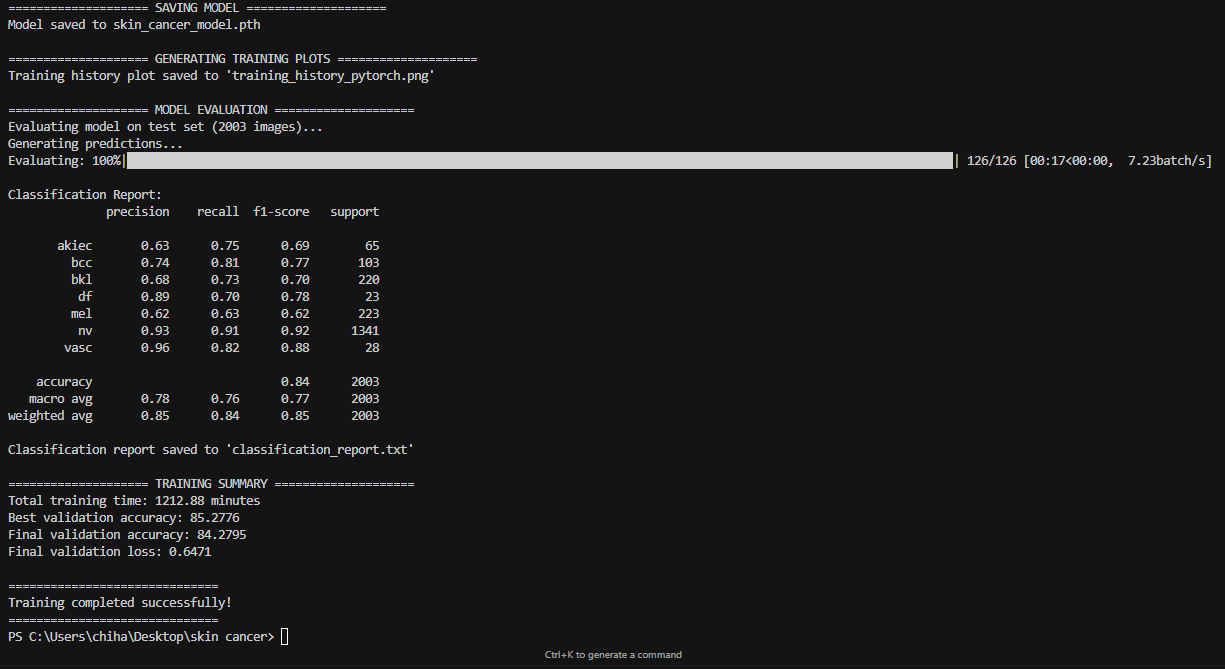 ==================== SAVING MODEL ====================
Model saved to skin_cancer_model.pth
==================== GENERATING TRAINING PLOTS ====================
Training history plot saved to 'training_history_pytorch.png'
==================== MODEL EVALUATION ====================
Evaluating model on test set (2003 images)...
Generating predictions...
Evaluating: 100%| | 126/126 [00:17<00:00, 7.23batch/s]
Classification Report:
precision recall f1-score support
akiec 0.63 0.75 0.69 65
bcc 0.74 0.81 0.77 103
bkl 0.68 0.73 0.70 220
df 0.89 0.70 0.78 23
mel 0.62 0.63 0.62 223
nv 0.93 0.91 0.92 1341
vasc 0.96 0.82 0.88 28
accuracy 0.84 2003
macro avg 0.78 0.76 0.77 2003
weighted avg 0.85 0.84 0.85 2003
Classification report saved to 'classification_report.txt'
==================== TRAINING SUMMARY ====================
Total training time: 1212.88 minutes
Best validation accuracy: 85.2776
Final validation accuracy: 84.2795
Final validation loss: 0.6471
==============================
Training completed successfully!
==============================
PS C:\Users\chiha\Desktop\skin cancer>
Ctrl+K to generate a command